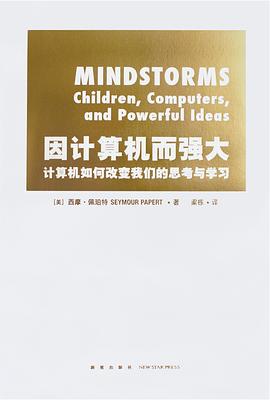 MINDSTORMS
Children, Computers,
and Powerful Ideas
因计算机而强大
计算机如何改变我们的思考与学习
[美] 西摩·佩珀特 SEYMOUR PAPERT · 著 梁栋 · 译
新星出版社 NEW STAR PRESS